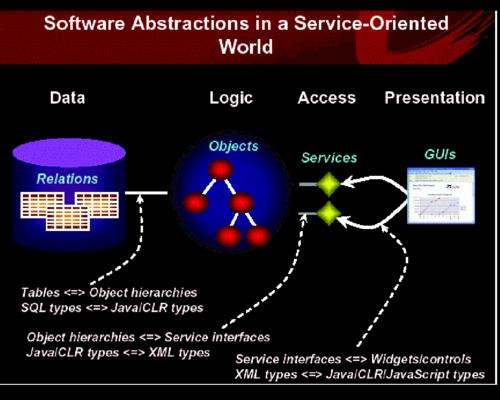 Software Abstractions in a Service-Oriented
World
Data Logic Access Presentation
Relations
Objects
Services
GUIs
Tables <=> Object hierarchies
SQL types <=> Java/CLR types
Object hierarchies <=> Service interfaces
Java/CLR types <=> XML types
Service interfaces <=> Widgets/controls
XML types <=> Java/CLR/JavaScript types